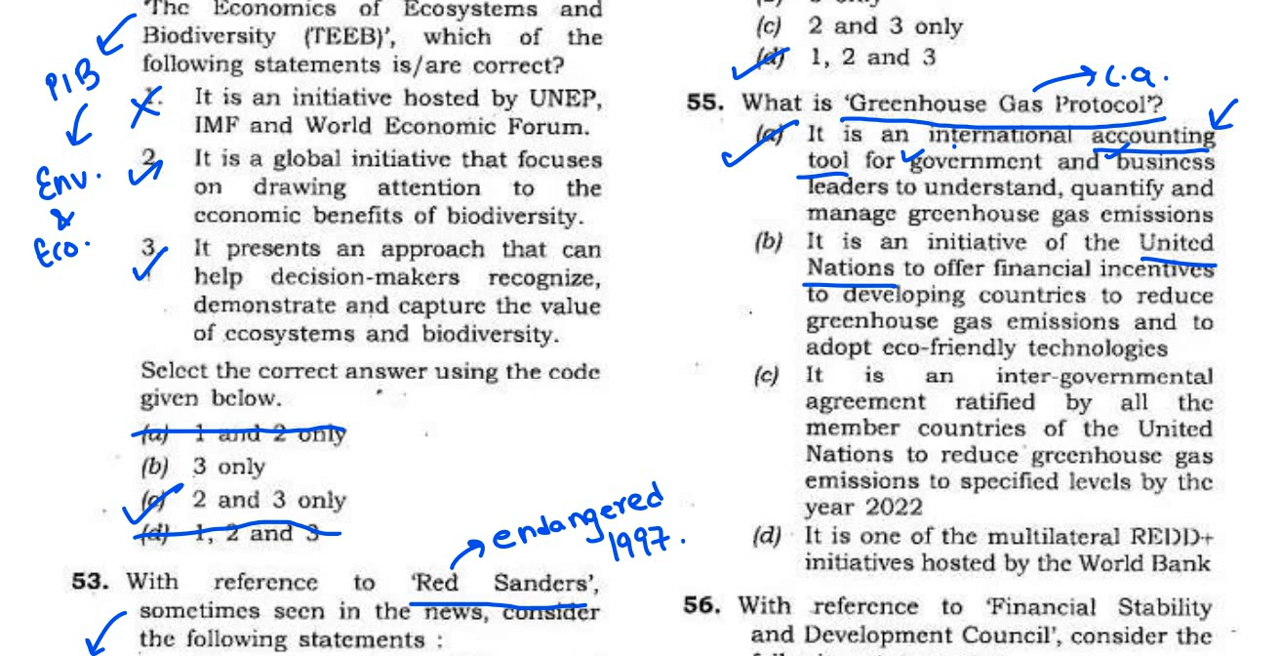 'The Economics of Ecosystems and
Biodiversity (TEEB)', which of the
following statements is/are correct?
PIB
Env.
&
Eco.
1. It is an initiative hosted by UNEP,
IMF and World Economic Forum.
2. It is a global initiative that focuses
on drawing attention to the
economic benefits of biodiversity.
3. It presents an approach that can
help decision-makers recognize,
demonstrate and capture the value
of ecosystems and biodiversity.
Select the correct answer using the code
given below.
(a) 1 and 2 only
(b) 3 only
(c) 2 and 3 only
(d) 1, 2 and 3
endangered
1997.
53. With reference to 'Red Sanders',
sometimes seen in the news, consider
the following statements :
(c) 2 and 3 only
(d) 1, 2 and 3
C.A.
55. What is 'Greenhouse Gas Protocol'?
(a) It is an international accounting
tool for government and business
leaders to understand, quantify and
manage greenhouse gas emissions
(b) It is an initiative of the United
Nations to offer financial incentives
to developing countries to reduce
greenhouse gas emissions and to
adopt eco-friendly technologies
(c) It is an inter-governmental
agreement ratified by all the
member countries of the United
Nations to reduce greenhouse gas
emissions to specified levels by the
year 2022
(d) It is one of the multilateral REDD+
initiatives hosted by the World Bank
56. With reference to 'Financial Stability
and Development Council', consider the